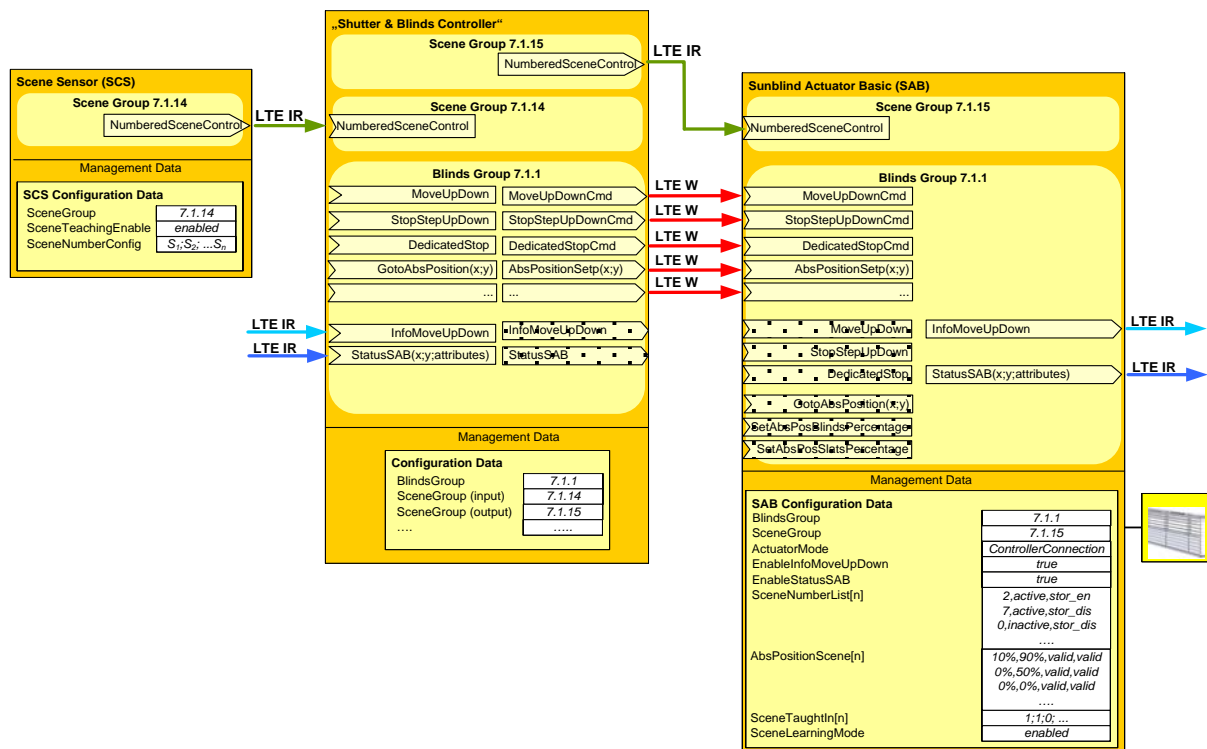 Scene Sensor (SCS)
Scene Group 7.1.14
NumberedSceneControl
Management Data
SCS Configuration Data
SceneGroup 7.1.14
SceneTeachingEnable enabled
SceneNumberConfig S1;S2; ...Sn
LTE IR
„Shutter & Blinds Controller“
Scene Group 7.1.15
NumberedSceneControl
Scene Group 7.1.14
NumberedSceneControl
Blinds Group 7.1.1
MoveUpDown MoveUpDownCmd
StopStepUpDown StopStepUpDownCmd
DedicatedStop DedicatedStopCmd
GotoAbsPosition(x;y) AbsPositionSetp(x;y)
... ...
LTE IR InfoMoveUpDown InfoMoveUpDown
LTE IR StatusSAB(x;y;attributes) StatusSAB
Management Data
Configuration Data
BlindsGroup 7.1.1
SceneGroup (input) 7.1.14
SceneGroup (output) 7.1.15
.... .....
LTE IR
LTE W
LTE W
LTE W
LTE W
LTE W
Sunblind Actuator Basic (SAB)
Scene Group 7.1.15
NumberedSceneControl
Blinds Group 7.1.1
MoveUpDownCmd
StopStepUpDownCmd
DedicatedStopCmd
AbsPositionSetp(x;y)
...
MoveUpDown InfoMoveUpDown LTE IR
StopStepUpDown
DedicatedStop StatusSAB(x;y;attributes) LTE IR
GotoAbsPosition(x;y)
SetAbsPosBlindsPercentage
SetAbsPosSlatsPercentage
Management Data
SAB Configuration Data
BlindsGroup 7.1.1
SceneGroup 7.1.15
ActuatorMode ControllerConnection
EnableInfoMoveUpDown true
EnableStatusSAB true
SceneNumberList[n] 2,active,stor_en
7,active,stor_dis
0,inactive,stor_dis
....
AbsPositionScene[n] 10%,90%,valid,valid
0%,50%,valid,valid
0%,0%,valid,valid
....
SceneTaughtIn[n] 1;1;0; ...
SceneLearningMode enabled